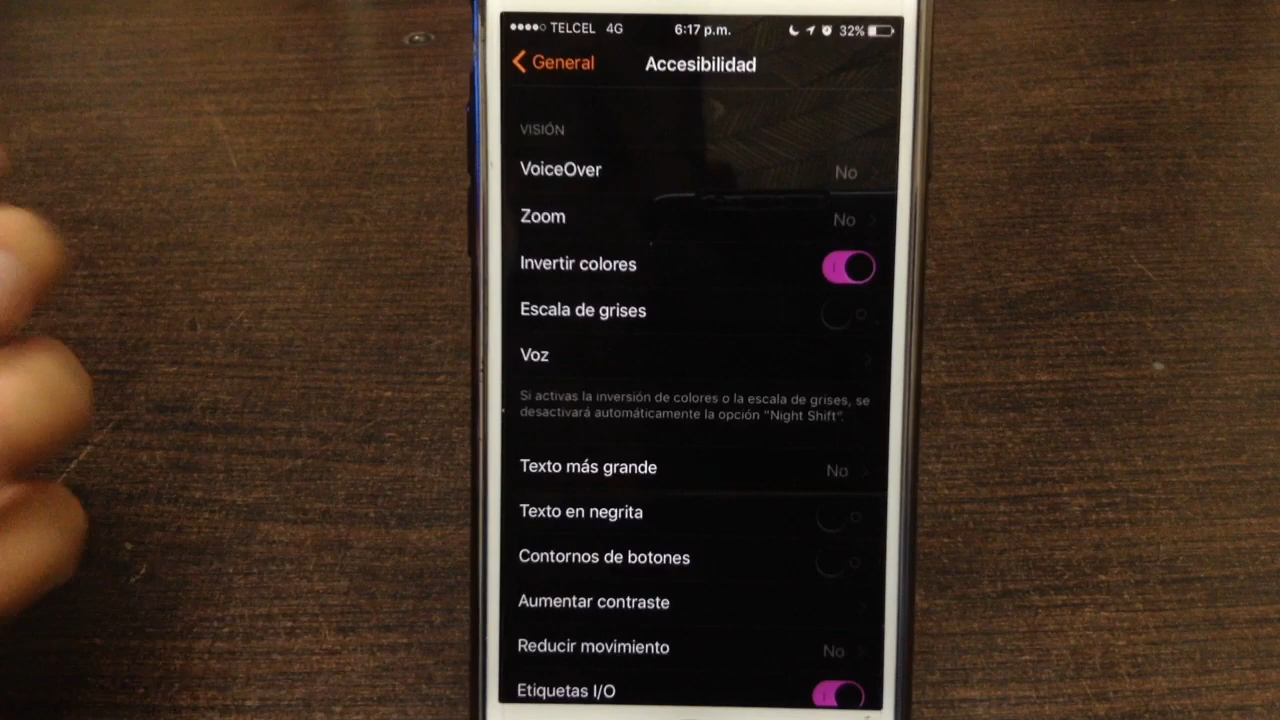 TELCEL 4G 6:17 p.m. 32%
General Accesibilidad
VISIÓN
VoiceOver No
Zoom No
Invertir colores
Escala de grises
Voz
Si activas la inversión de colores o la escala de grises, se
desactivará automáticamente la opción "Night Shift".
Texto más grande No
Texto en negrita
Contornos de botones
Aumentar contraste
Reducir movimiento No
Etiquetas I/O